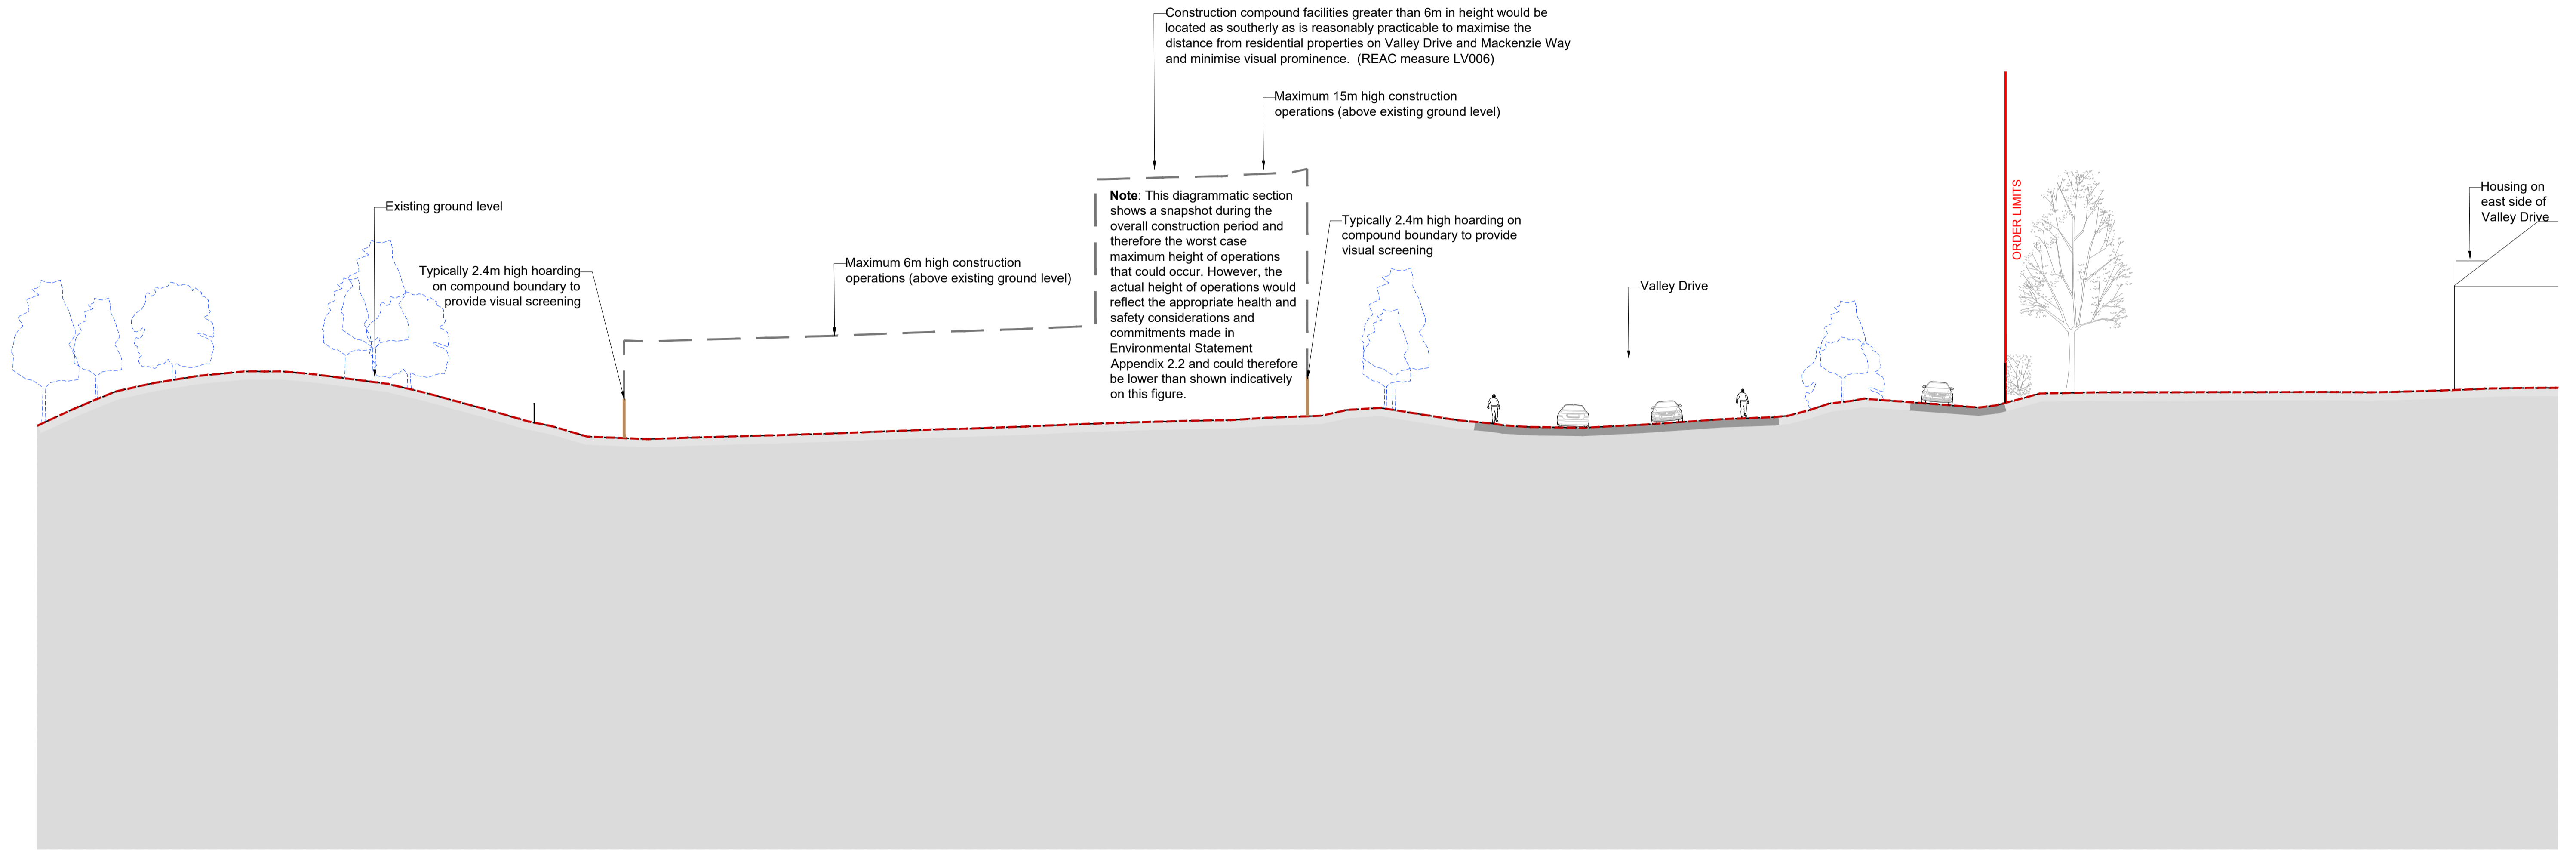 Construction compound facilities greater than 6m in height would be
located as southerly as is reasonably practicable to maximise the
distance from residential properties on Valley Drive and Mackenzie Way
and minimise visual prominence.  (REAC measure LV006)
Maximum 15m high construction
operations (above existing ground level)
Existing ground level
Typically 2.4m high hoarding
on compound boundary to
provide visual screening
Maximum 6m high construction
operations (above existing ground level)
Note: This diagrammatic section
shows a snapshot during the
overall construction period and
therefore the worst case
maximum height of operations
that could occur. However, the
actual height of operations would
reflect the appropriate health and
safety considerations and
commitments made in
Environmental Statement
Appendix 2.2 and could therefore
be lower than shown indicatively
on this figure.
Typically 2.4m high hoarding on
compound boundary to provide
visual screening
Valley Drive
ORDER LIMITS
Housing on
east side of
Valley Drive